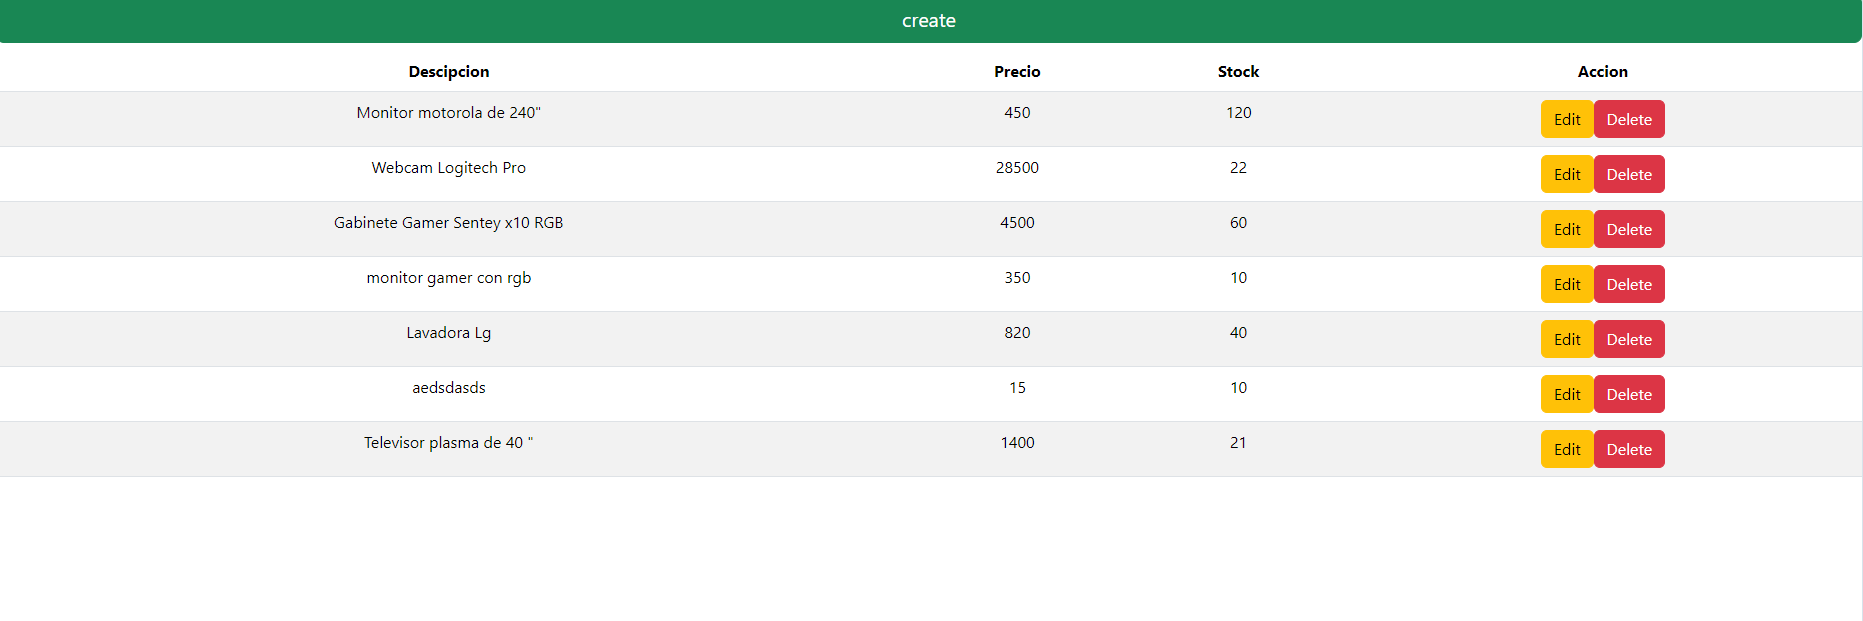 create
Descipcion Precio Stock Accion
Monitor motorola de 240" 450 120 Edit Delete
Webcam Logitech Pro 28500 22 Edit Delete
Gabinete Gamer Sentey x10 RGB 4500 60 Edit Delete
monitor gamer con rgb 350 10 Edit Delete
Lavadora Lg 820 40 Edit Delete
aedsdasds 15 10 Edit Delete
Televisor plasma de 40 " 1400 21 Edit Delete